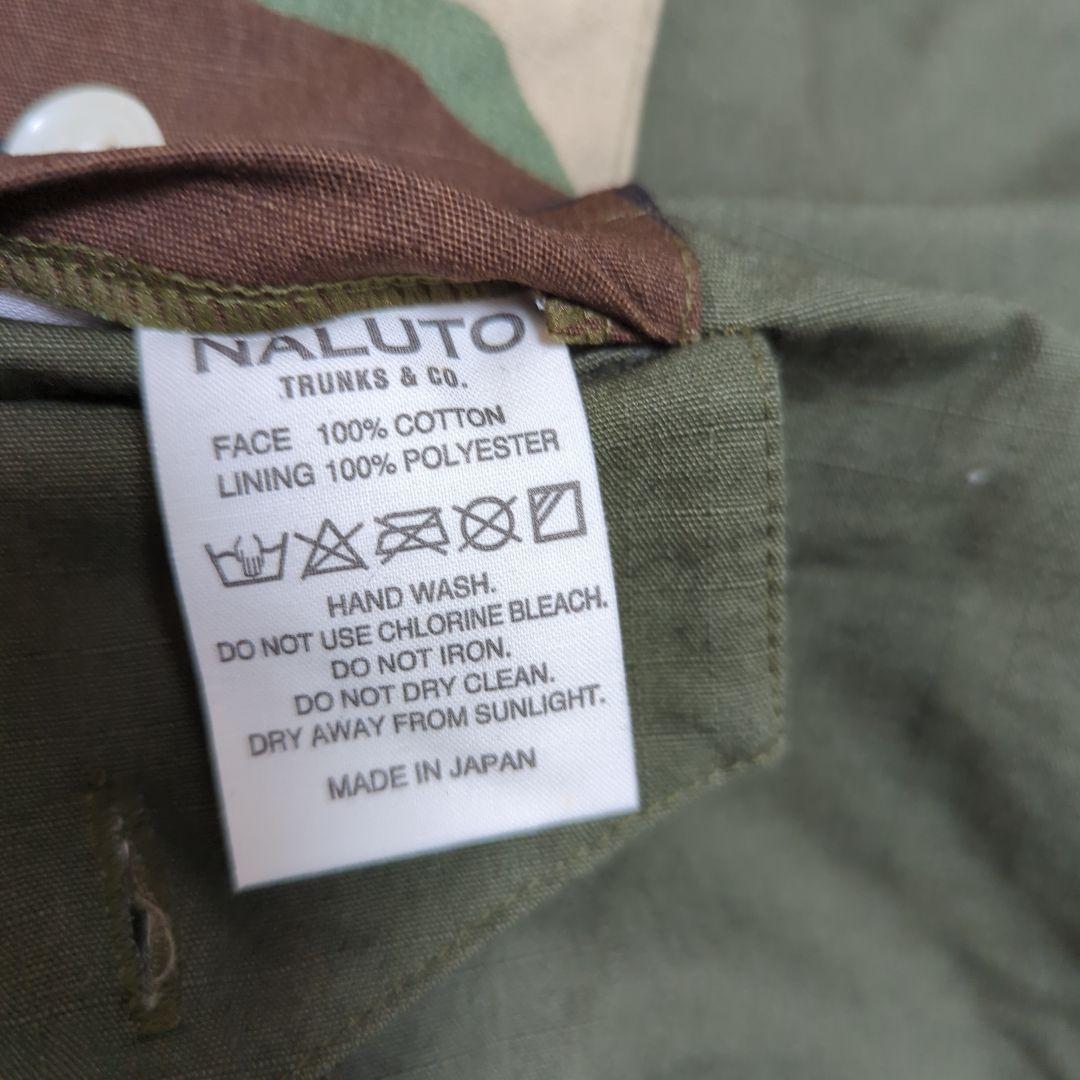 NALUTO
TRUNKS & CO.
FACE 100% COTTON
LINING 100% POLYESTER
HAND WASH.
DO NOT USE CHLORINE BLEACH.
DO NOT IRON.
DO NOT DRY CLEAN.
DRY AWAY FROM SUNLIGHT.
MADE IN JAPAN